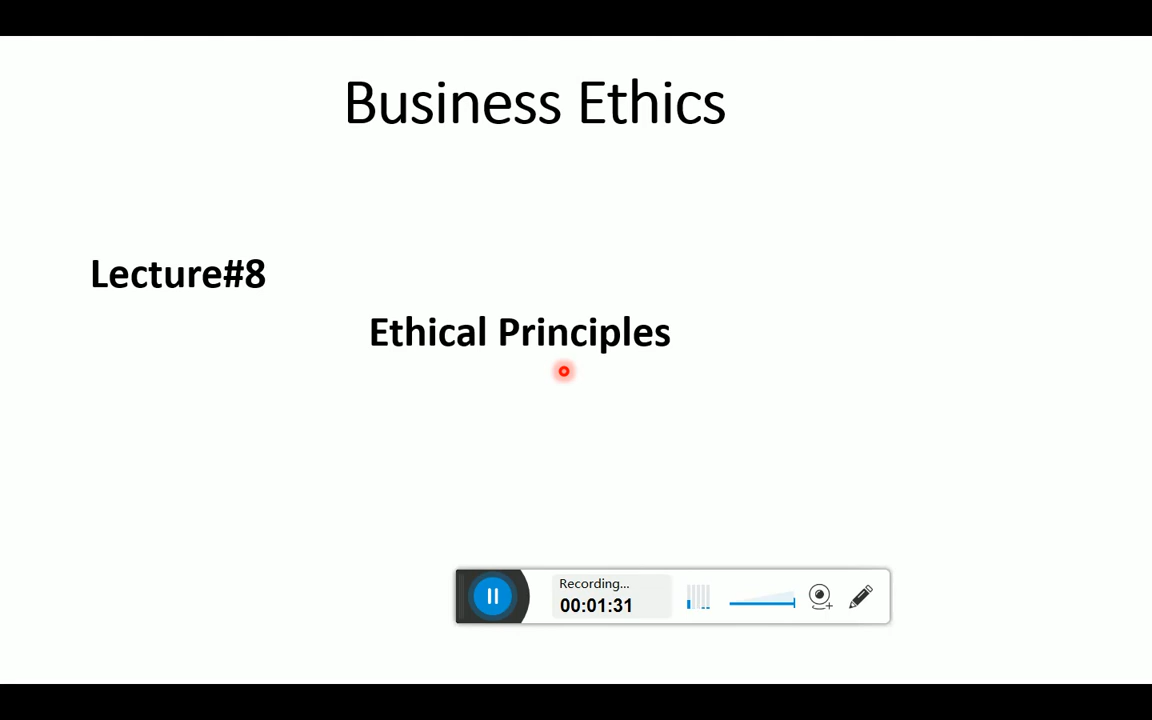 Business Ethics
Lecture#8
Ethical Principles
Recording...
00:01:31